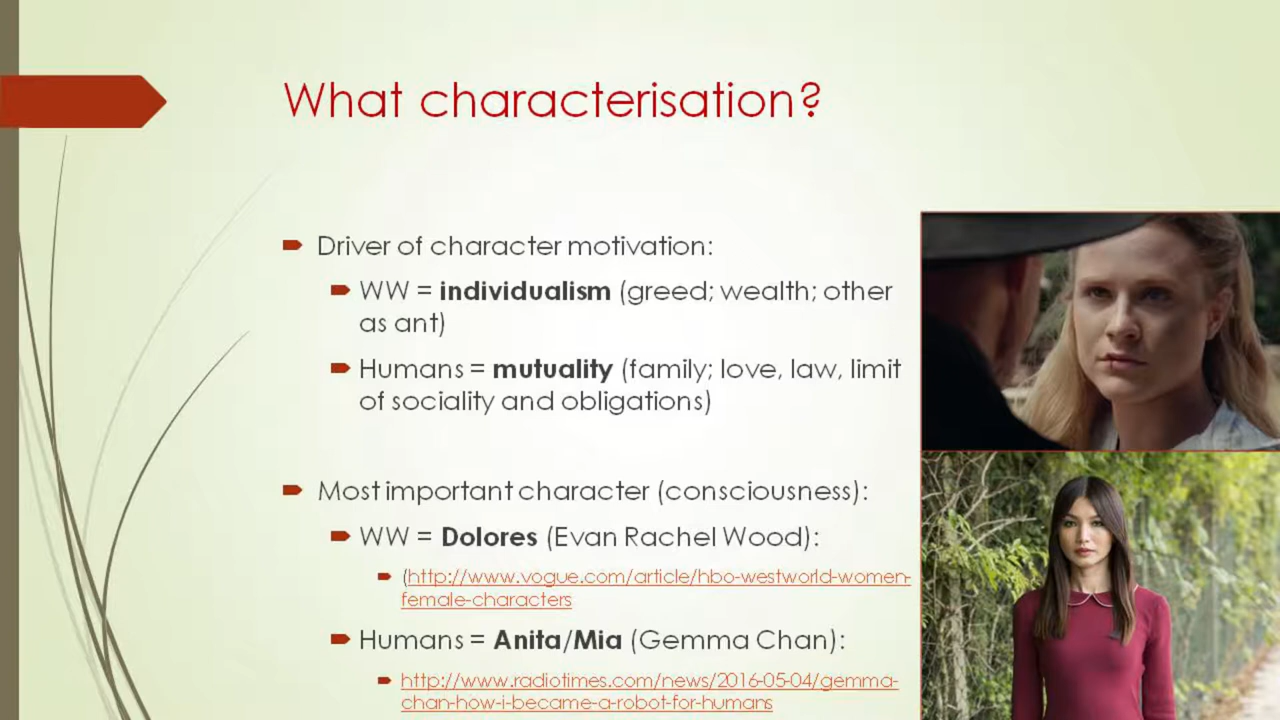 What characterisation?
Driver of character motivation:
WW = individualism (greed; wealth; other
as ant)
Humans = mutuality (family; love, law, limit
of sociality and obligations)
Most important character (consciousness):
WW = Dolores (Evan Rachel Wood):
(http://www.vogue.com/article/hbo-westworld-women-
female-characters
Humans = Anita/Mia (Gemma Chan):
http://www.radiotimes.com/news/2016-05-04/gemma-
chan-how-i-became-a-robot-for-humans